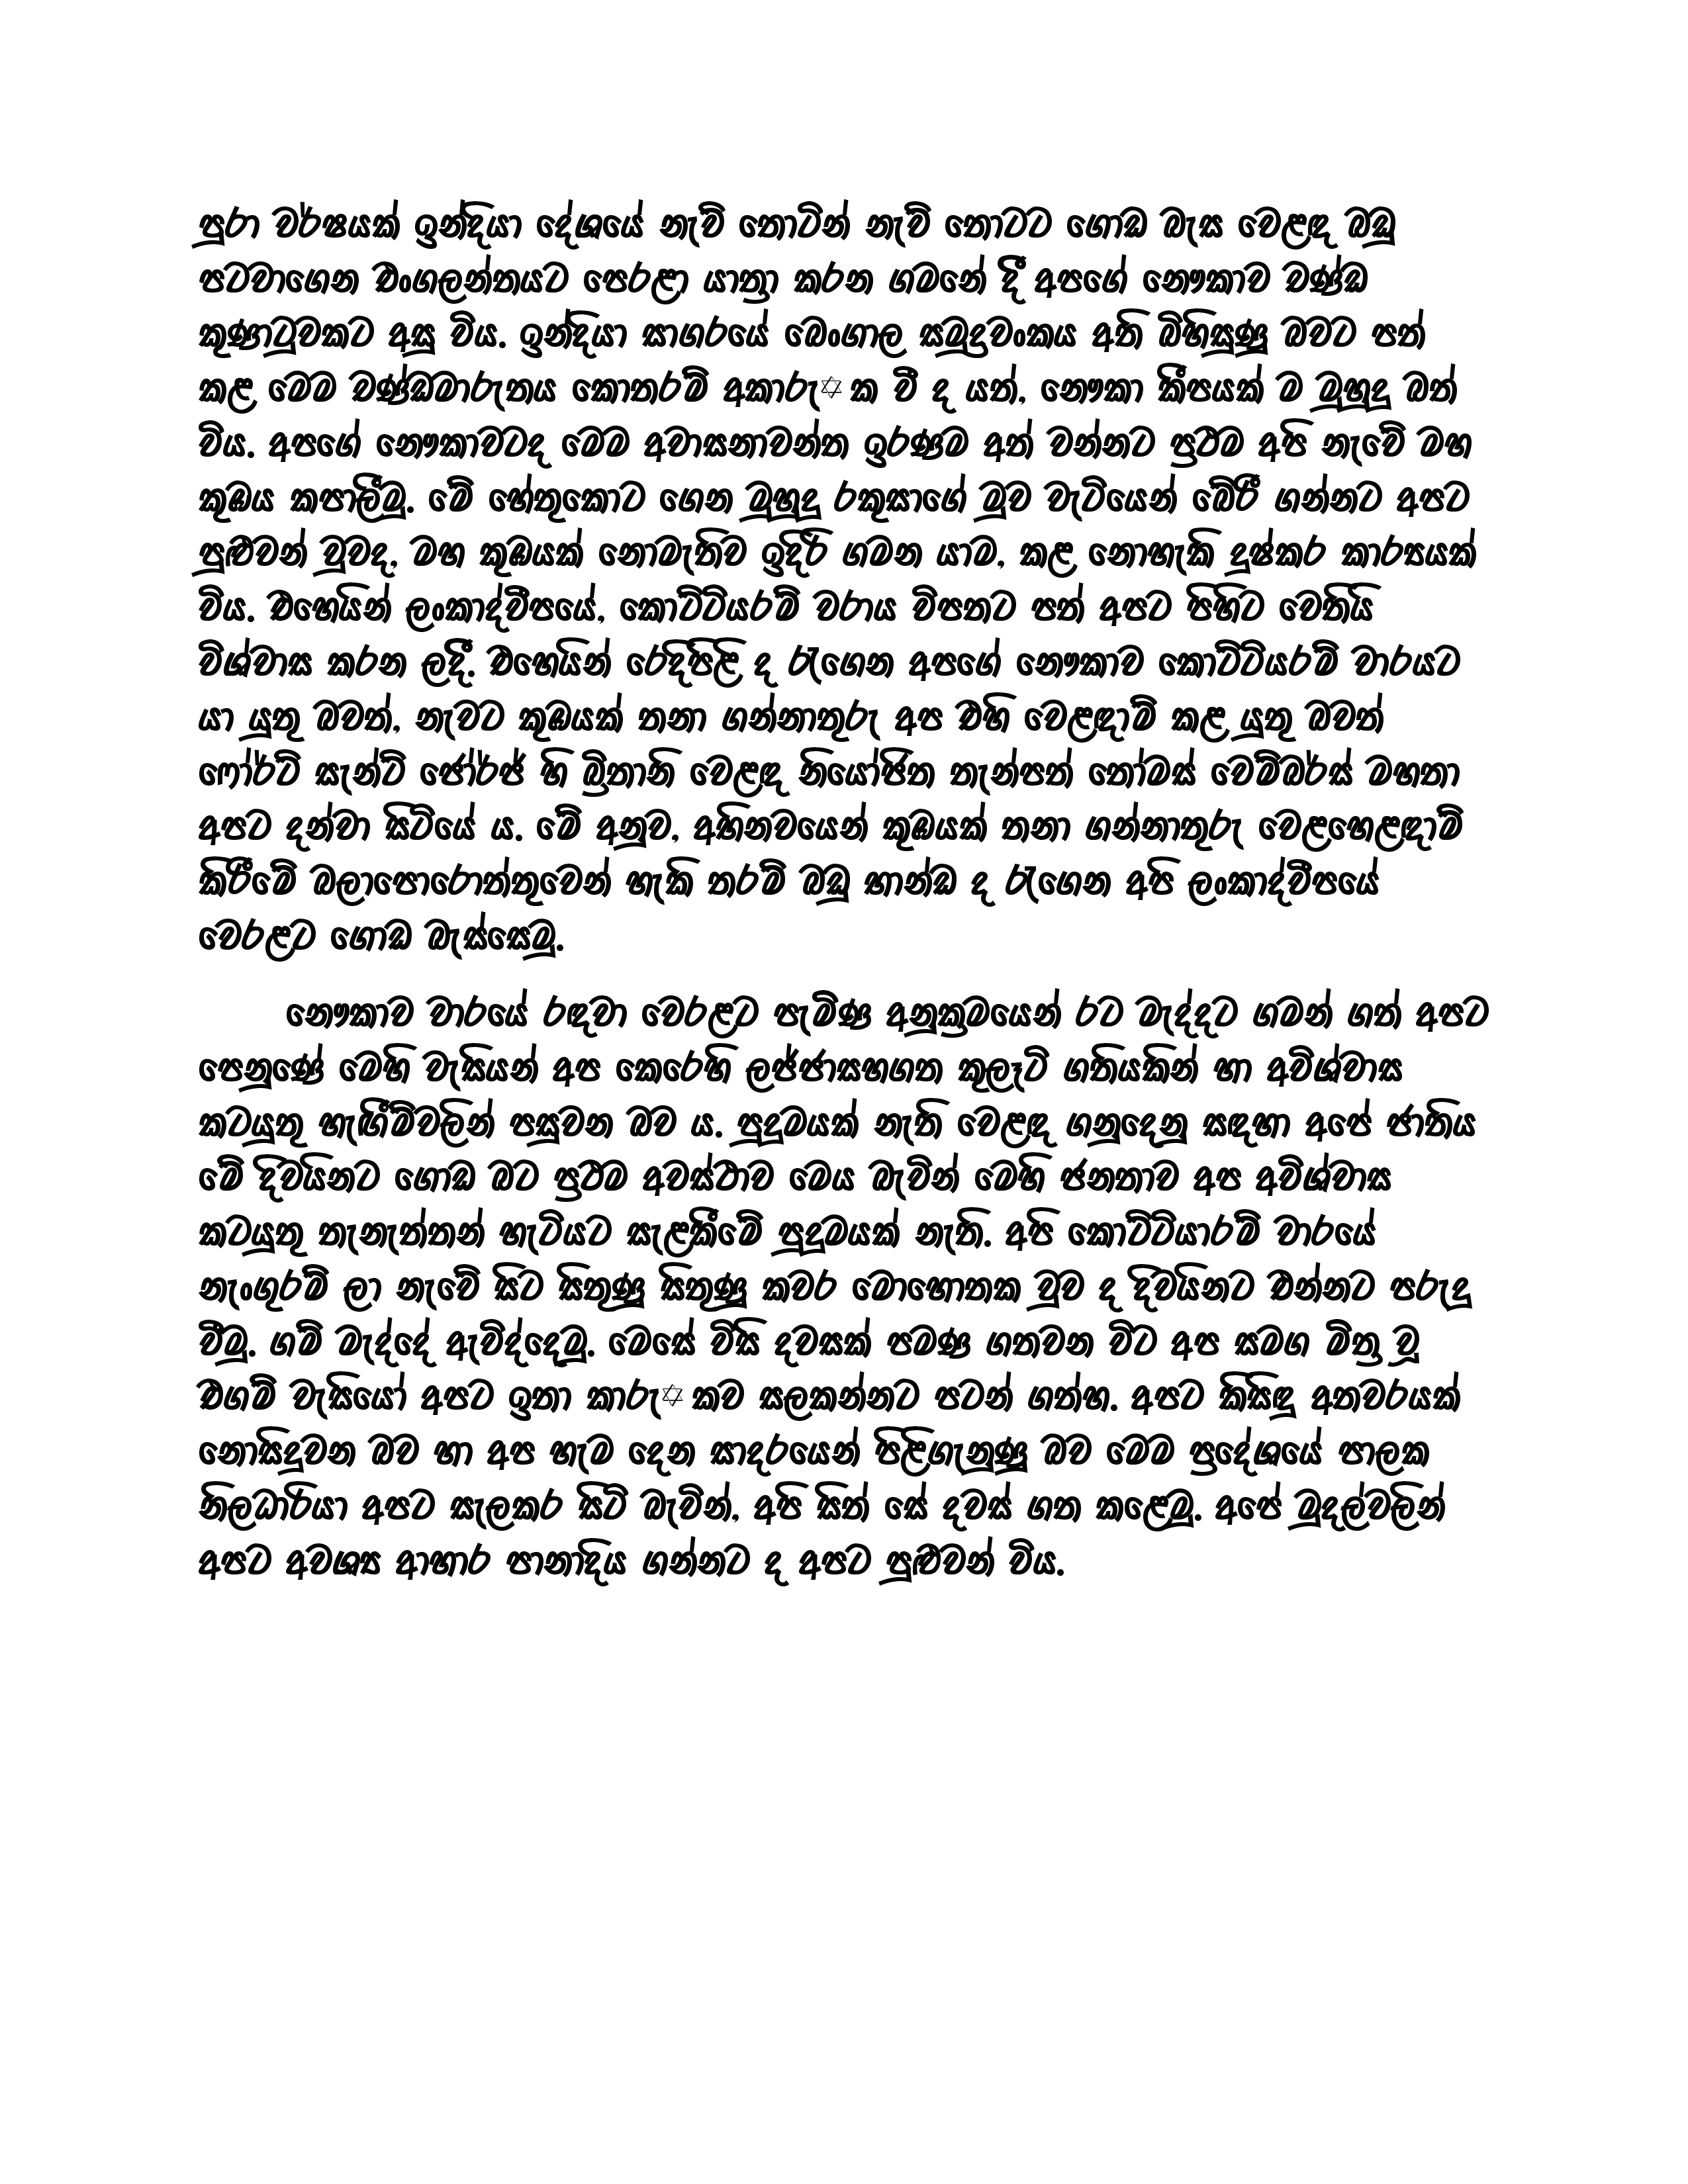 පුරා වර්ෂයක් ඉන්දියා දේශයේ නැව් තොටින් නැව් තොටට ගොඩ බැස වෙළඳ බඩු
පටවාගෙන එංගලන්තයට පෙරළා යාත්‍රා කරන ගමනේ දී අපගේ නෞකාව චණ්ඩ
කුණාටුවකට අසු විය. ඉන්දියා සාගරයේ බෙංගාල සමුද්‍රවංකය අති බිහිසුණු බවට පත්
කළ මෙම චණ්ඩමාරුතය කොතරම් අකාරු✡ක වී ද යත්, නෞකා කීපයක් ම මුහුදු බත්
විය. අපගේ නෞකාවටද මෙම අවාසනාවන්ත ඉරණම අත් වන්නට ප්‍රථම අපි නැවේ මහ
කුඹය කපාලීමු. මේ හේතුකොට ගෙන මුහුදු රකුසාගේ මුව වැටියෙන් බේරී ගන්නට අපට
පුළුවන් වුවද, මහ කුඹයක් නොමැතිව ඉදිරි ගමන යාම, කළ නොහැකි දුෂ්කර කාර්‍යයක්
විය. එහෙයින් ලංකාද්වීපයේ, කොට්ටියරම් වරාය විපතට පත් අපට පිහිට වෙතියි
විශ්වාස කරන ලදී. එහෙයින් රෙදිපිළි ද රැගෙන අපගේ නෞකාව කොට්ටියරම් වාරයට
යා යුතු බවත්, නැවට කුඹයක් තනා ගන්නාතුරු අප එහි වෙළඳාම් කළ යුතු බවත්
ෆෝර්ට් සැන්ට් ජෝර්ජ් හි බ්‍රිතානි වෙළඳ නියෝජිත තැන්පත් තෝමස් චෙම්බර්ස් මහතා
අපට දන්වා සිටියේ ය. මේ අනුව, අභිනවයෙන් කුඹයක් තනා ගන්නාතුරු වෙළහෙළඳාම්
කිරීමේ බලාපොරොත්තුවෙන් හැකි තරම් බඩු භාන්ඩ ද රැගෙන අපි ලංකාද්වීපයේ
වෙරළට ගොඩ බැස්සෙමු.
නෞකාව වාරයේ රඳවා වෙරළට පැමිණ අනුක්‍රමයෙන් රට මැද්දට ගමන් ගත් අපට
පෙනුණේ මෙහි වැසියන් අප කෙරෙහි ලජ්ජාසහගත කුලෑටි ගතියකින් හා අවිශ්වාස
කටයුතු හැඟීම්වලින් පසුවන බව ය. පුදුමයක් නැති වෙළඳ ගනුදෙනු සඳහා අපේ ජාතිය
මේ දිවයිනට ගොඩ බට ප්‍රථම අවස්ථාව මෙය බැවින් මෙහි ජනතාව අප අවිශ්වාස
කටයුතු තැනැත්තන් හැටියට සැළකීමේ පුදුමයක් නැති. අපි කොට්ටියාරම් වාරයේ
නැංගුරම් ලා නැවේ සිට සිතුණු සිතුණු කවර මොහොතක වුව ද දිවයිනට එන්නට පරුදු
වීමු. ගම් මැද්දේ ඇවිද්දෙමු. මෙසේ විසි දවසක් පමණ ගතවන විට අප සමග මිත්‍ර වූ
එගම් වැසියෝ අපට ඉතා කාරු✡කව සලකන්නට පටන් ගත්හ. අපට කිසිඳු අතවරයක්
නොසිදුවන බව හා අප හැම දෙන සාදරයෙන් පිළිගැනුණු බව මෙම ප්‍රදේශයේ පාලක
නිලධාරියා අපට සැලකර සිටි බැවින්, අපි සිත් සේ දවස් ගත කළෙමු. අපේ මුදල්වලින්
අපට අවශ්‍ය ආහාර පානාදිය ගන්නට ද අපට පුළුවන් විය.